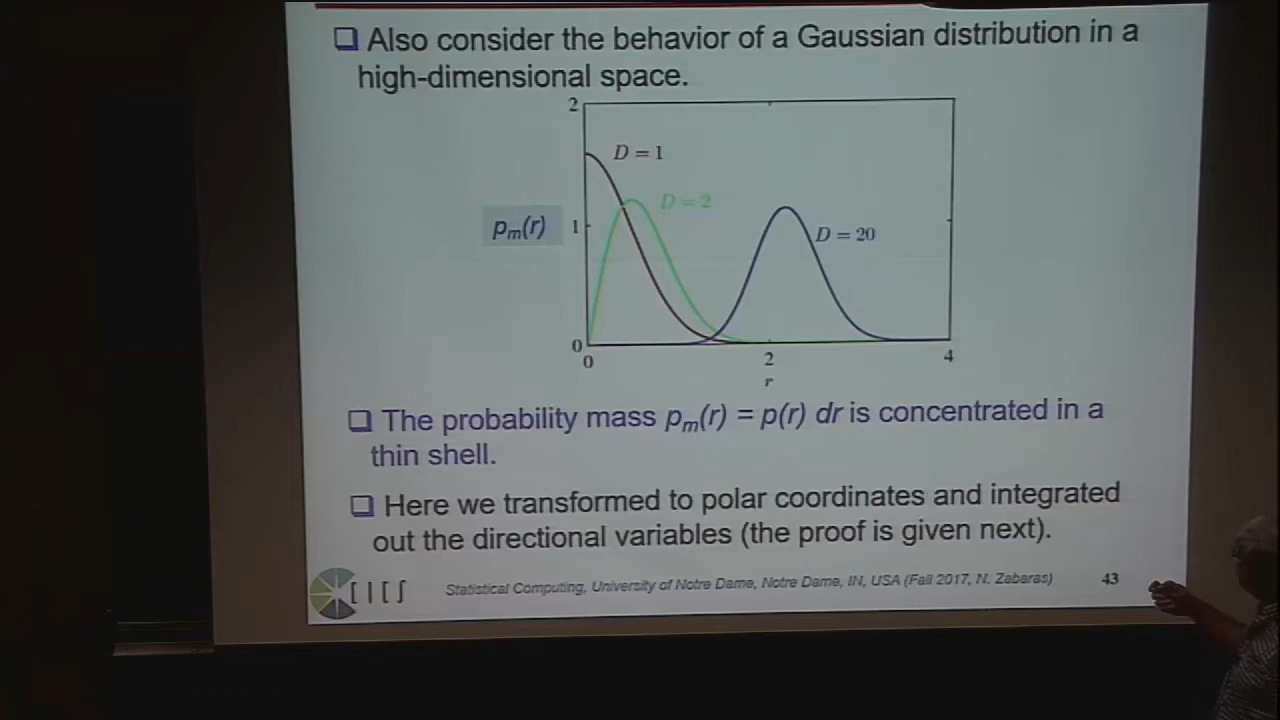 Also consider the behavior of a Gaussian distribution in a
high-dimensional space.
2
D = 1
D = 2
pm(r)
1
D = 20
0
0
2
4
r
The probability mass pm(r) = p(r) dr is concentrated in a
thin shell.
Here we transformed to polar coordinates and integrated
out the directional variables (the proof is given next).
Statistical Computing, University of Notre Dame, Notre Dame, IN, USA (Fall 2017, N. Zabaras)
43